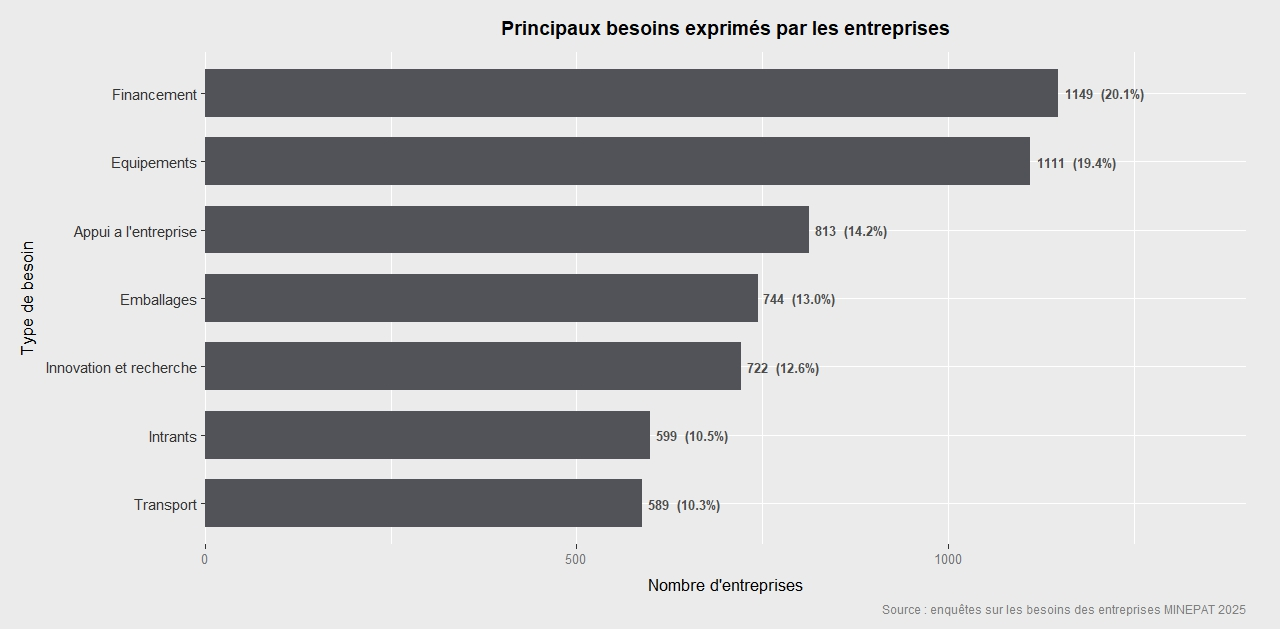 Principaux besoins exprimés par les entreprises
Type de besoin
Financement 1149 (20.1%)
Equipements 1111 (19.4%)
Appui a l'entreprise 813 (14.2%)
Emballages 744 (13.0%)
Innovation et recherche 722 (12.6%)
Intrants 599 (10.5%)
Transport 589 (10.3%)
0 500 1000
Nombre d'entreprises
Source : enquêtes sur les besoins des entreprises MINEPAT 2025